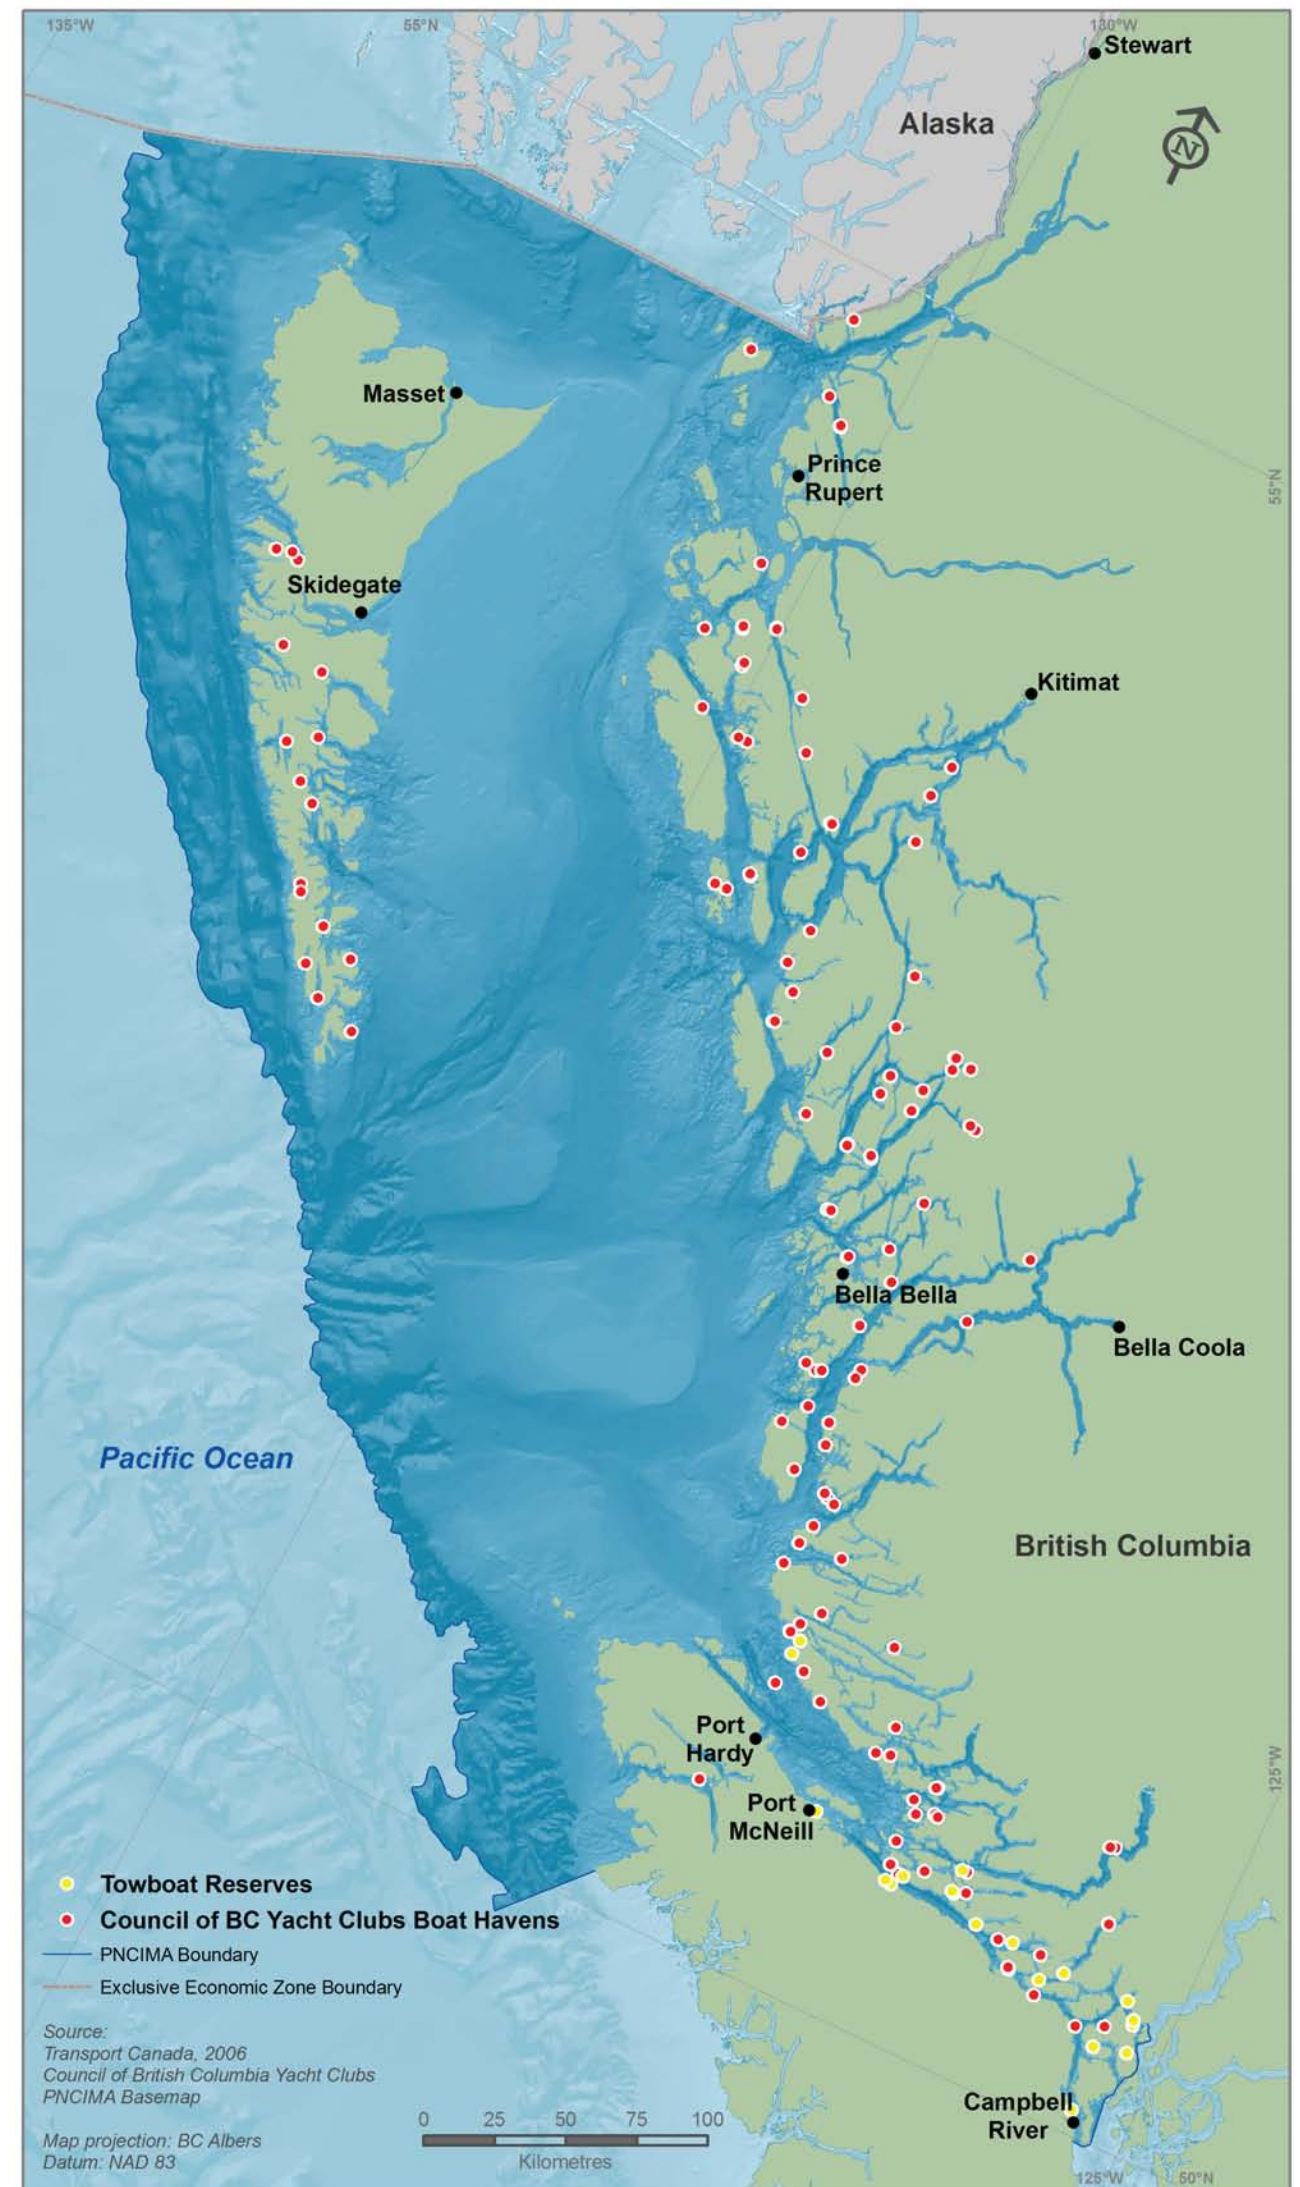 135°W
55°N
130°W
Stewart
Alaska
N
Masset
Prince
Rupert
55°N
Skidegate
Kitimat
Bella Bella
Bella Coola
Pacific Ocean
British Columbia
Port
Hardy
125°W
Port
McNeill
Towboat Reserves
Council of BC Yacht Clubs Boat Havens
PNCIMA Boundary
Exclusive Economic Zone Boundary
Source:
Transport Canada, 2006
Council of British Columbia Yacht Clubs
PNCIMA Basemap
Map projection: BC Albers
Datum: NAD 83
0 25 50 75 100
Kilometres
Campbell
River
125°W
50°N